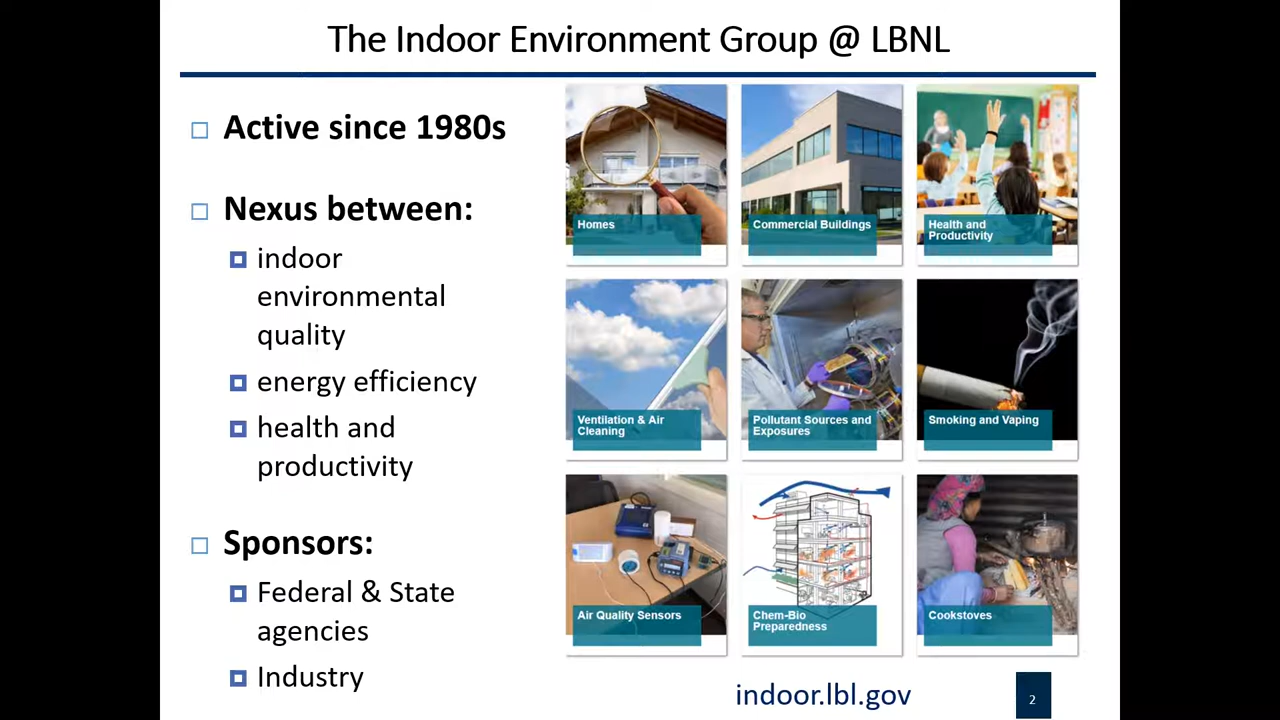 The Indoor Environment Group @ LBNL
Active since 1980s
Nexus between:
indoor
environmental
quality
energy efficiency
health and
productivity
Sponsors:
Federal & State
agencies
Industry
Homes
Commercial Buildings
Health and
Productivity
Ventilation & Air
Cleaning
Pollutant Sources and
Exposures
Smoking and Vaping
Air Quality Sensors
Chem-Bio
Preparedness
Cookstoves
indoor.lbl.gov
2